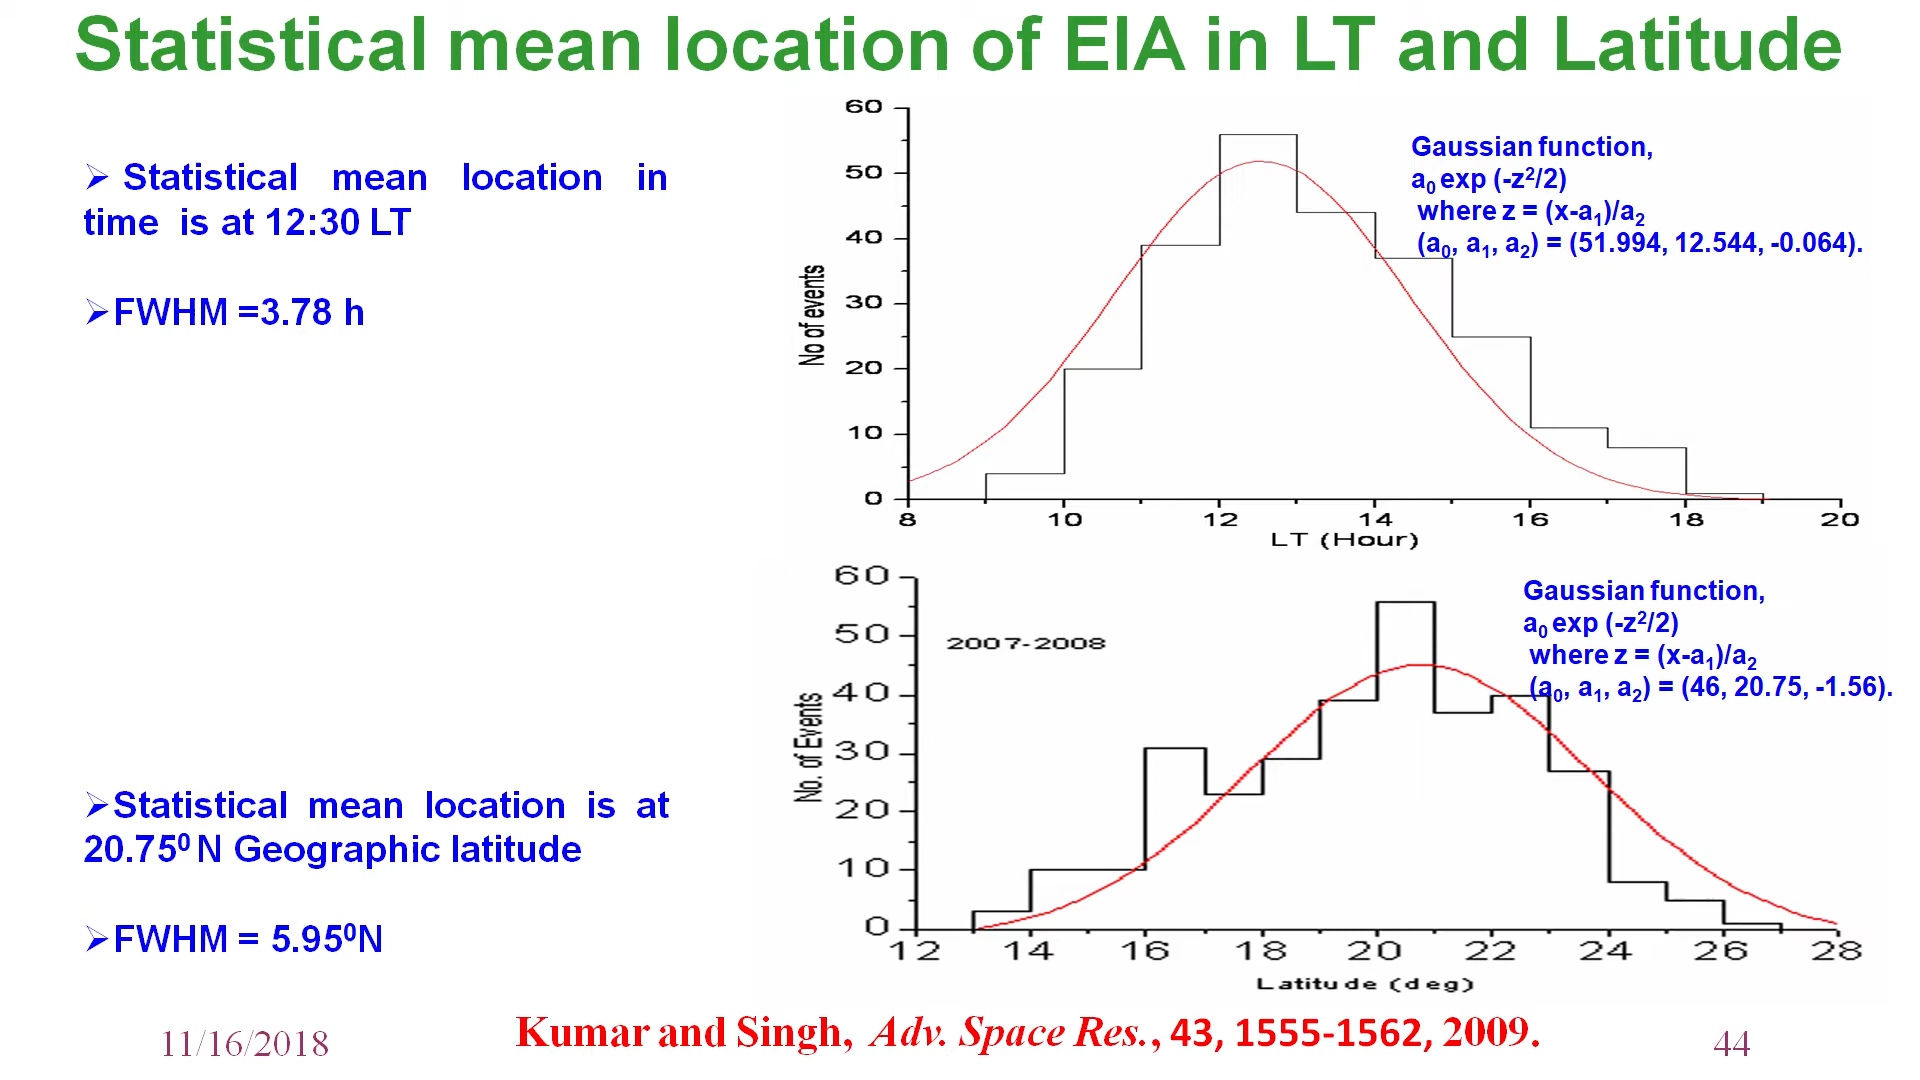 Statistical mean location of EIA in LT and Latitude
➢ Statistical mean location in
time is at 12:30 LT
➢FWHM =3.78 h
➢Statistical mean location is at
20.75⁰ N Geographic latitude
➢FWHM = 5.95⁰N
60
50
40
30
20
10
0
No of events
8 10 12 14 16 18 20
LT (Hour)
Gaussian function,
a₀ exp (-z²/2)
where z = (x-a₁)/a₂
(a₀, a₁, a₂) = (51.994, 12.544, -0.064).
60
50
40
30
20
10
0
No. of Events
2007-2008
12 14 16 18 20 22 24 26 28
Latitude (deg)
Gaussian function,
a₀ exp (-z²/2)
where z = (x-a₁)/a₂
(a₀, a₁, a₂) = (46, 20.75, -1.56).
11/16/2018
Kumar and Singh, Adv. Space Res., 43, 1555-1562, 2009.
44